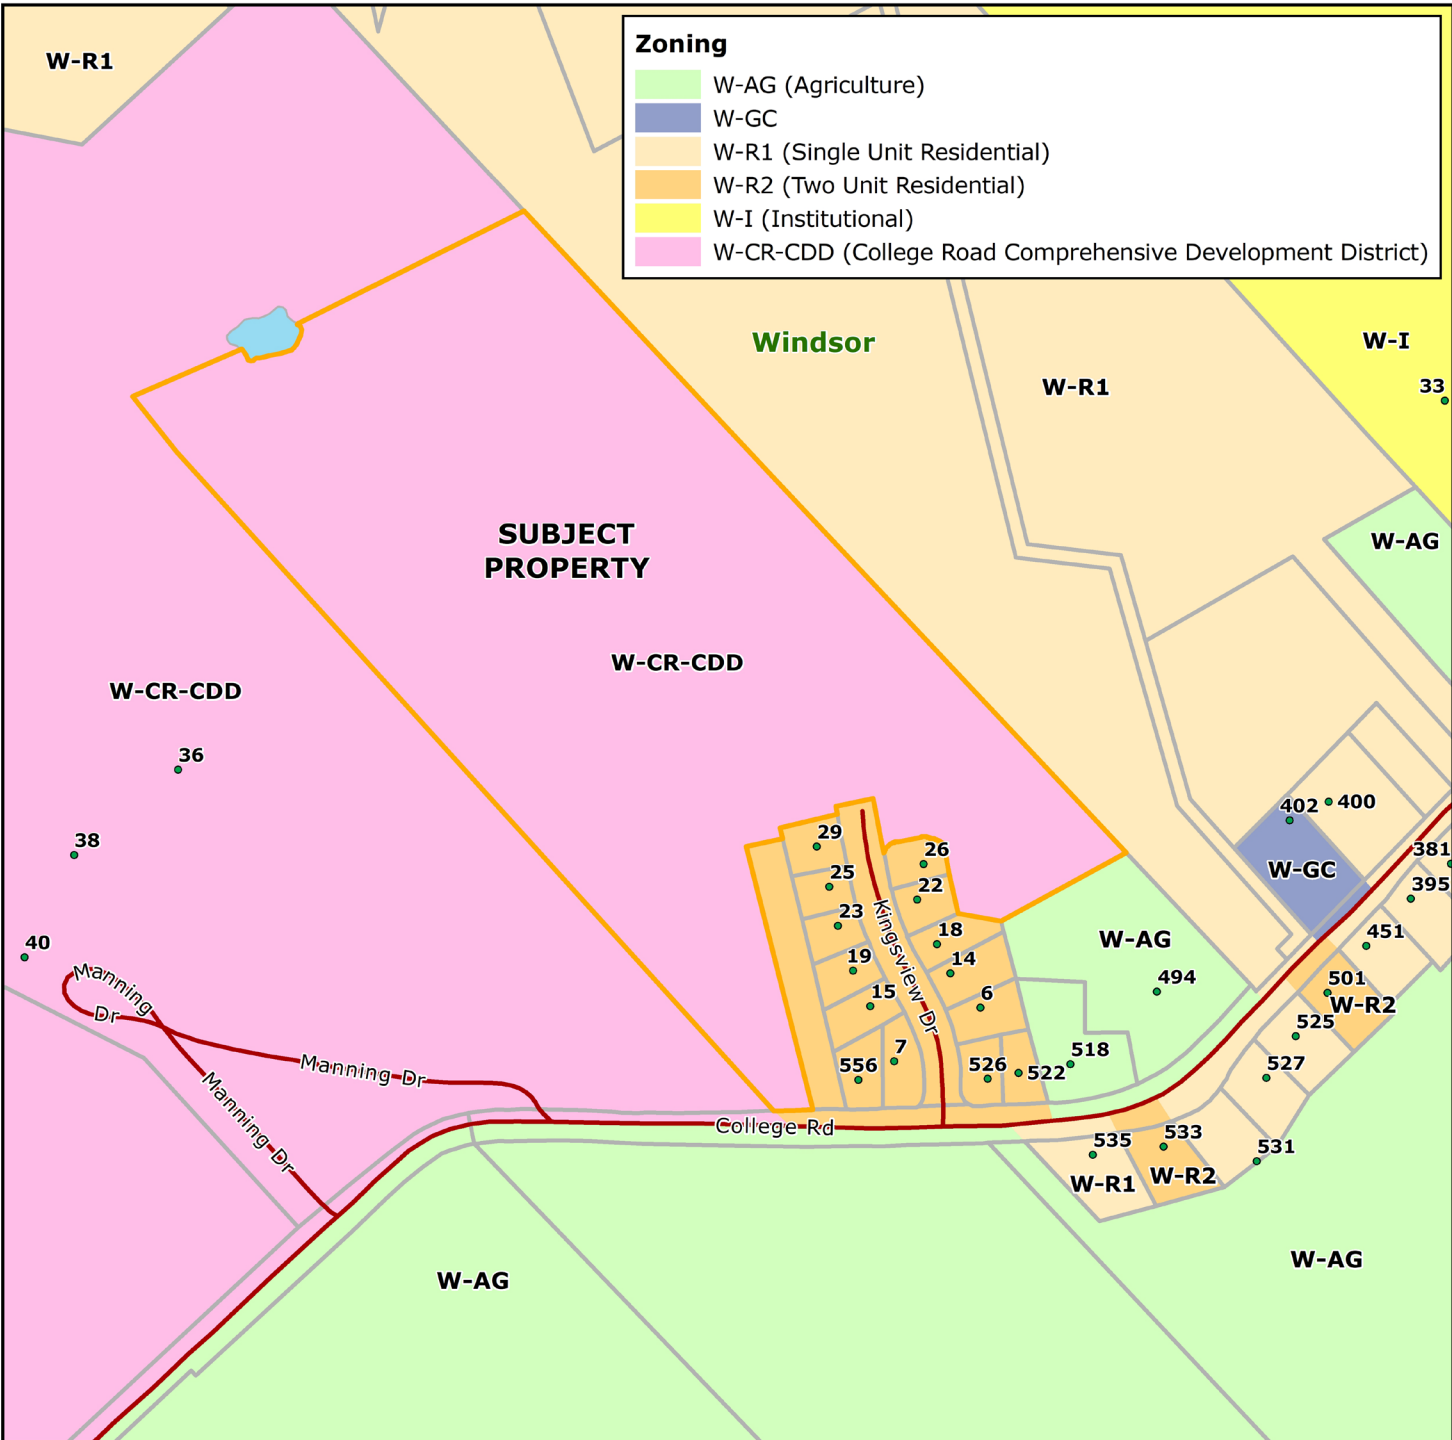 Zoning
W-AG (Agriculture)
W-GC
W-R1 (Single Unit Residential)
W-R2 (Two Unit Residential)
W-I (Institutional)
W-CR-CDD (College Road Comprehensive Development District)
W-R1
Windsor
W-I
33
W-R1
SUBJECT
PROPERTY
W-AG
W-CR-CDD
W-CR-CDD
36
38
40
402
400
W-GC
381
395
451
501
W-R2
525
527
531
29
25
23
19
15
7
556
26
22
18
14
6
526
522
518
494
W-AG
Kingsview Dr
Manning
Dr
Manning Dr
Manning Dr
College Rd
535
533
W-R1
W-R2
W-AG
W-AG